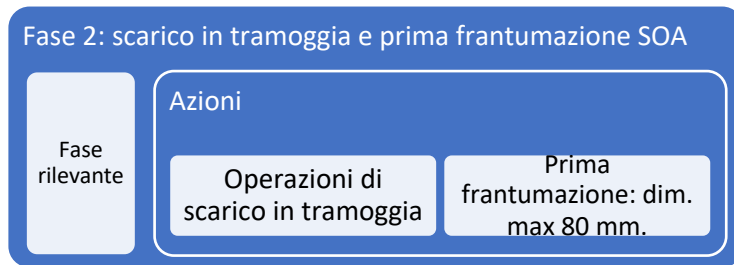 Fase 2: scarico in tramoggia e prima frantumazione SOA
Fase
rilevante
Azioni
Operazioni di
scarico in tramoggia
Prima
frantumazione: dim.
max 80 mm.